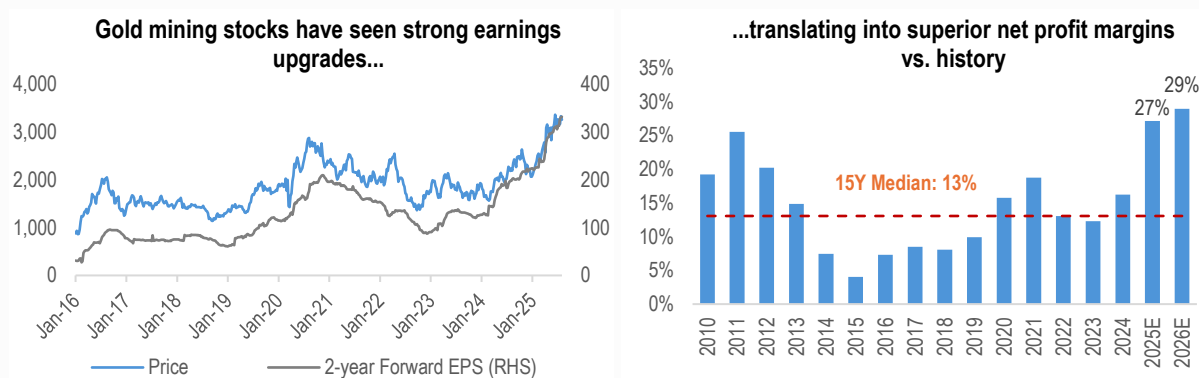 Gold mining stocks have seen strong earnings
upgrades...
4,000
3,000
2,000
1,000
0
400
300
200
100
0
Jan-16
Jan-17
Jan-18
Jan-19
Jan-20
Jan-21
Jan-22
Jan-23
Jan-24
Jan-25
Price
2-year Forward EPS (RHS)
...translating into superior net profit margins
vs. history
35%
30%
25%
20%
15%
10%
5%
0%
15Y Median: 13%
27%
29%
2010
2011
2012
2013
2014
2015
2016
2017
2018
2019
2020
2021
2022
2023
2024
2025E
2026E